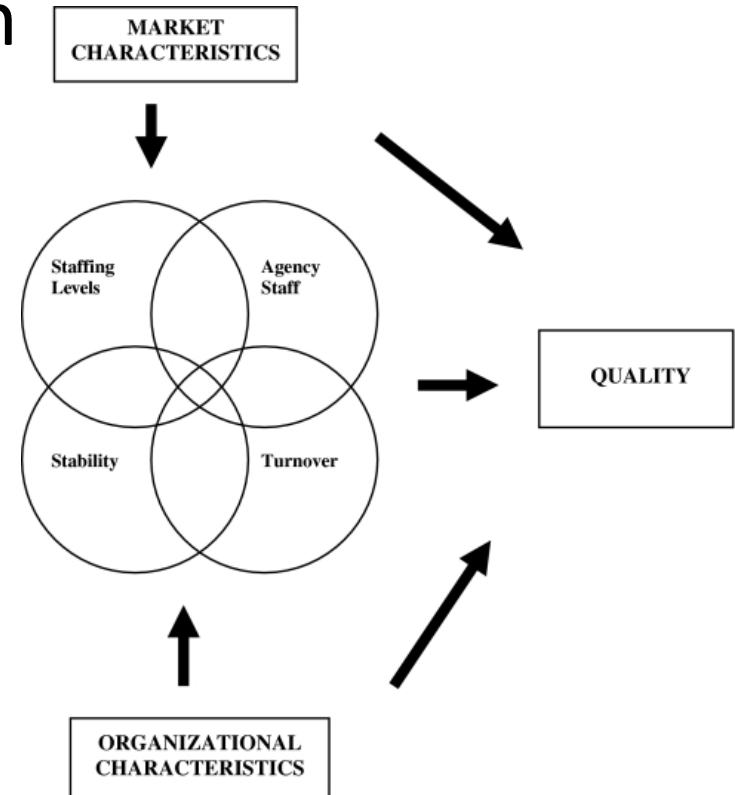 n
MARKET
CHARACTERISTICS
Staffing
Levels
Agency
Staff
QUALITY
Stability
Turnover
ORGANIZATIONAL
CHARACTERISTICS